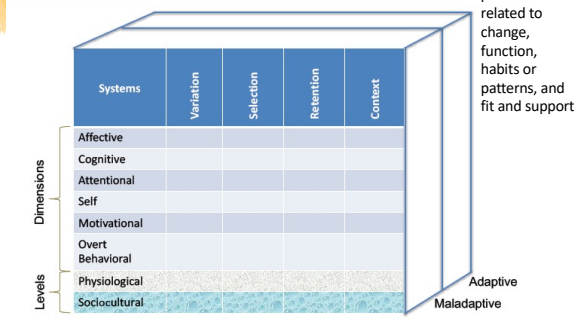 related to
change,
function,
habits or
patterns, and
fit and support
Systems
Variation
Selection
Retention
Context
Dimensions
Affective
Cognitive
Attentional
Self
Motivational
Overt
Behavioral
Levels
Physiological
Sociocultural
Adaptive
Maladaptive